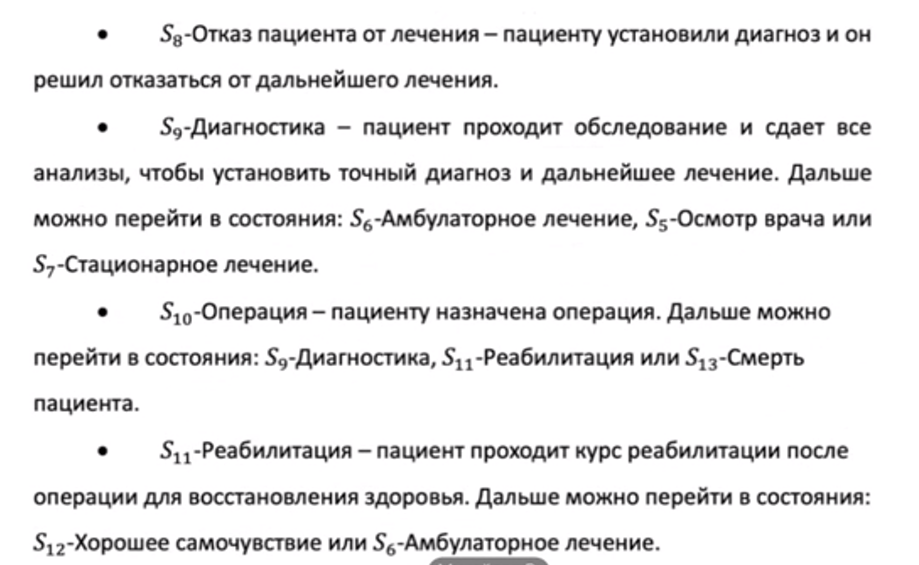 • S₈-Отказ пациента от лечения – пациенту установили диагноз и он
решил отказаться от дальнейшего лечения.
• S₉-Диагностика – пациент проходит обследование и сдает все
анализы, чтобы установить точный диагноз и дальнейшее лечение. Дальше
можно перейти в состояния: S₆-Амбулаторное лечение, S₅-Осмотр врача или
S₇-Стационарное лечение.
• S₁₀-Операция – пациенту назначена операция. Дальше можно
перейти в состояния: S₉-Диагностика, S₁₁-Реабилитация или S₁₃-Смерть
пациента.
• S₁₁-Реабилитация – пациент проходит курс реабилитации после
операции для восстановления здоровья. Дальше можно перейти в состояния:
S₁₂-Хорошее самочувствие или S₆-Амбулаторное лечение.